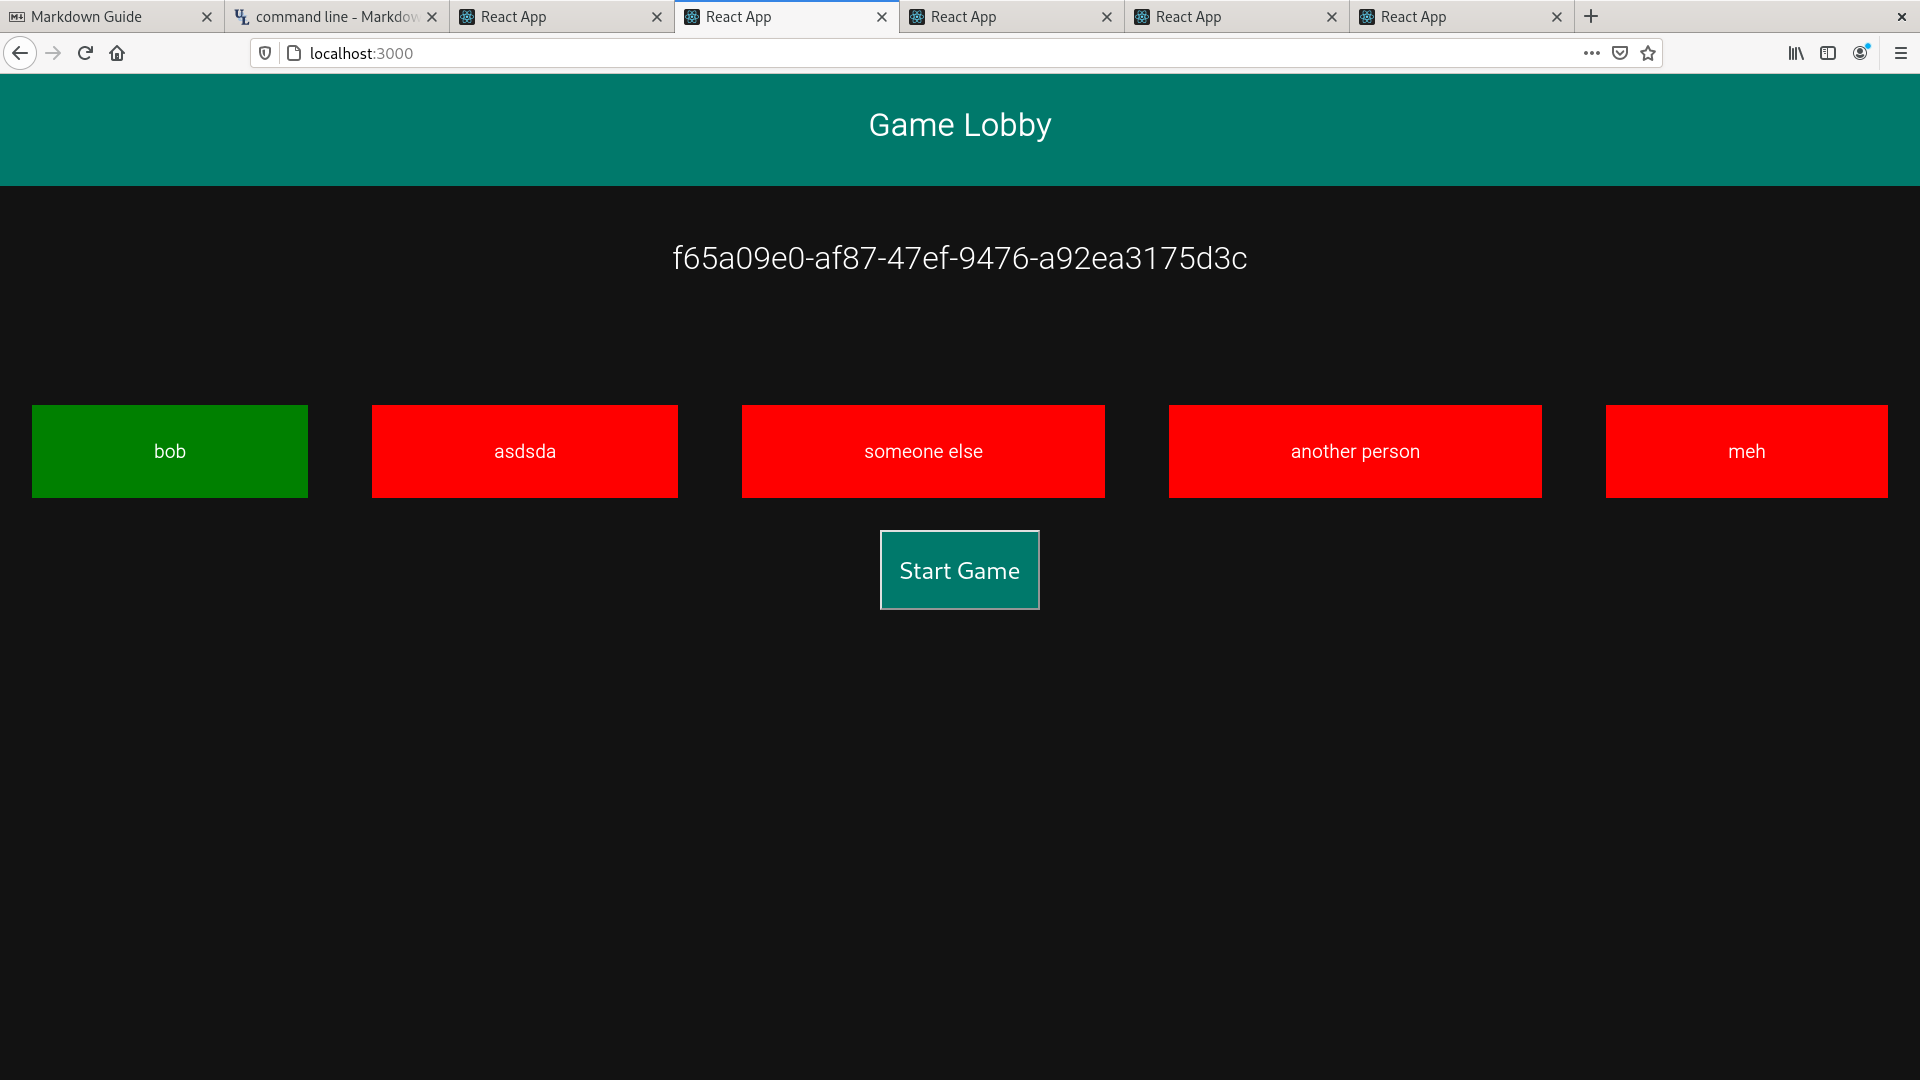 Markdown Guide
command line - Markdow
React App
React App
React App
React App
React App
localhost:3000
Game Lobby
f65a09e0-af87-47ef-9476-a92ea3175d3c
bob
asdsda
someone else
another person
meh
Start Game